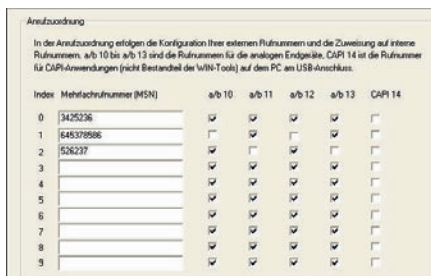 Anrufzuordnung
In der Anrufzuordnung erfolgen die Konfiguration Ihrer externen Rufnummern und die Zuweisung auf interne
Rufnummern. a/b 10 bis a/b 13 sind die Rufnummern für die analogen Endgeräte, CAPI 14 ist die Rufnummer
für CAPI-Anwendungen (nicht Bestandteil der WIN-Tools) auf dem PC am USB-Anschluss.
Index Mehrfachrufnummer (MSN) a/b 10 a/b 11 a/b 12 a/b 13 CAPI 14
0 3425236
1 645378586
2 526237
3
4
5
6
7
8
9